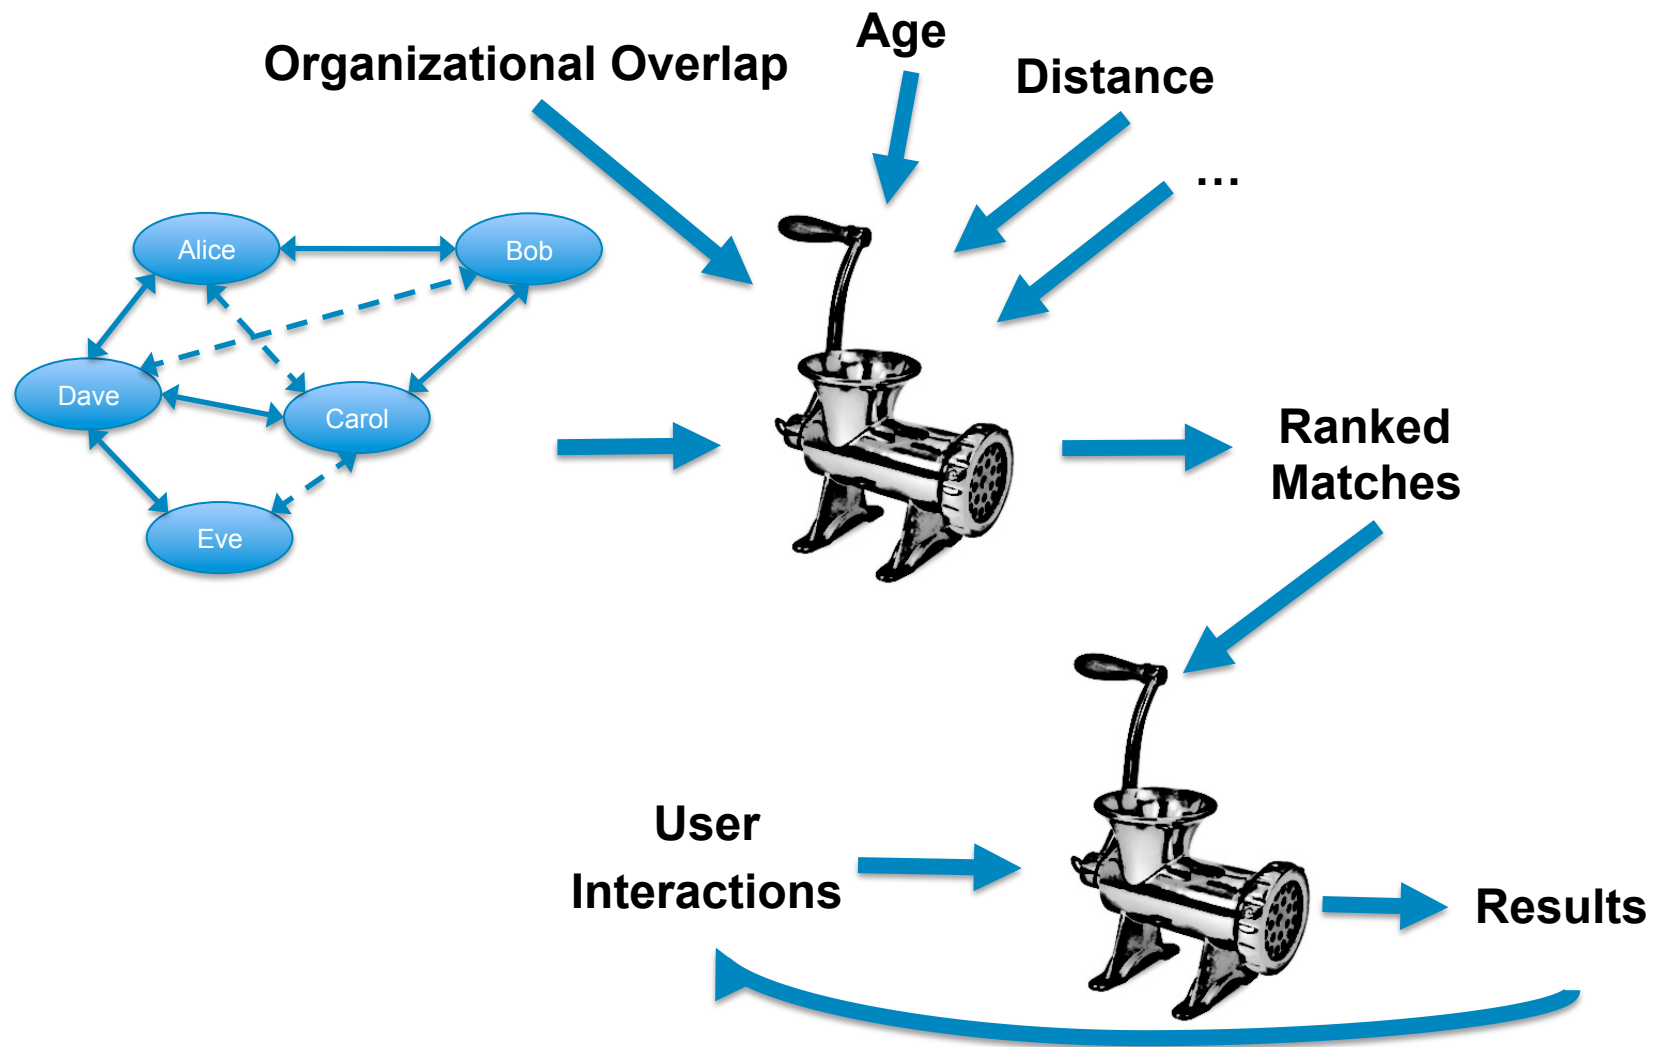 Age
Organizational Overlap
Distance
...
Alice
Bob
Dave
Carol
Eve
Ranked
Matches
User
Interactions
Results